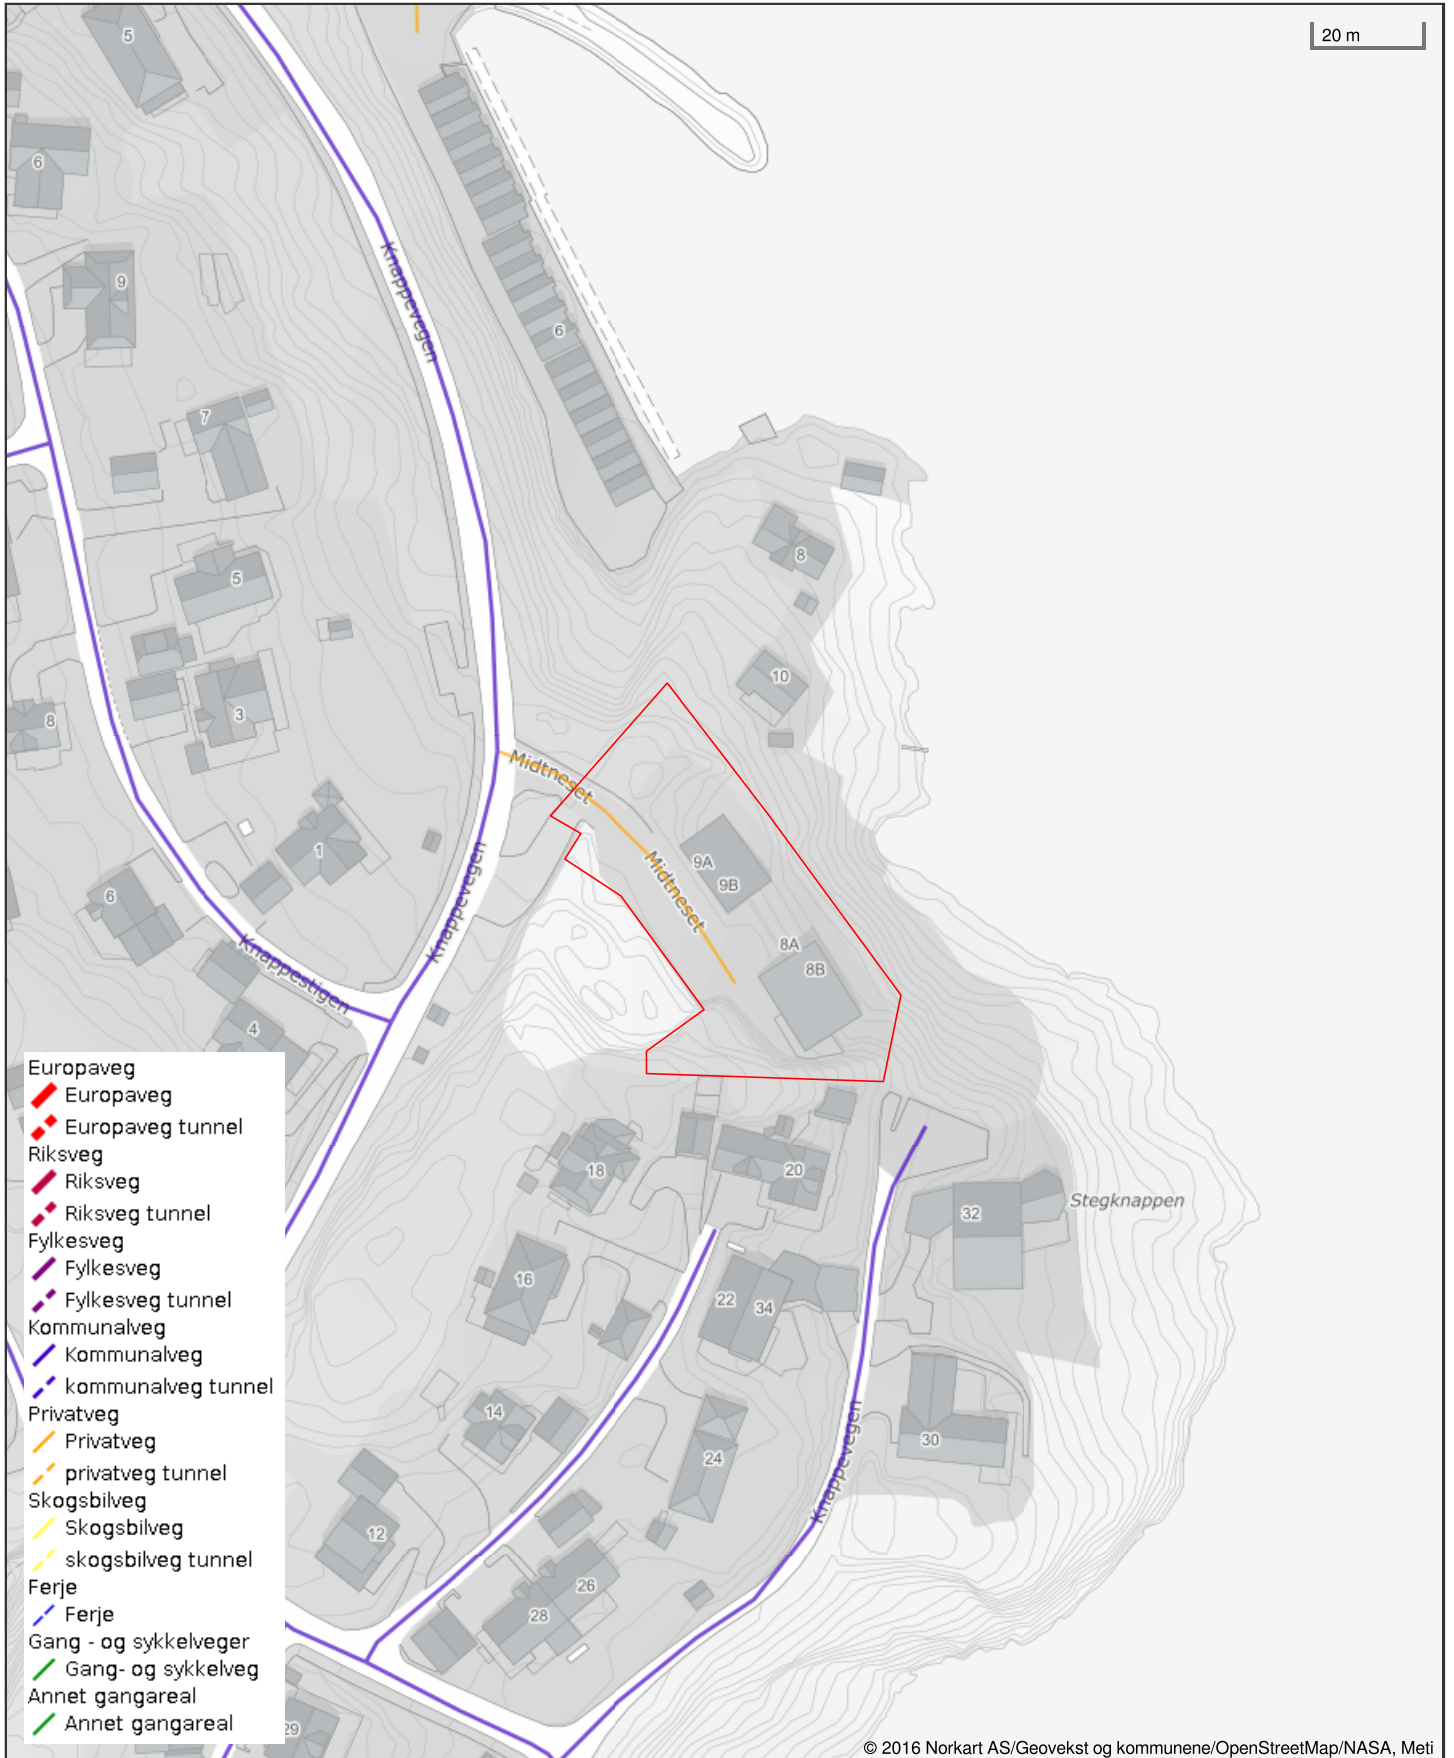 20 m
5
6
Knappevegen
9
6
7
8
5
10
3
8
Midtneset
1
9A
Midtneset
9B
6
Knappevegen
8A
Knappestigen
8B
4
18
20
Stegknappen
32
16
22
34
14
Knappevegen
30
24
12
26
28
29
Europaveg
Europaveg
Europaveg tunnel
Riksveg
Riksveg
Riksveg tunnel
Fylkesveg
Fylkesveg
Fylkesveg tunnel
Kommunalveg
Kommunalveg
kommunalveg tunnel
Privatveg
Privatveg
privatveg tunnel
Skogsbilveg
Skogsbilveg
skogsbilveg tunnel
Ferje
Ferje
Gang - og sykkelveger
Gang- og sykkelveg
Annet gangareal
Annet gangareal
© 2016 Norkart AS/Geovekst og kommunene/OpenStreetMap/NASA, Meti